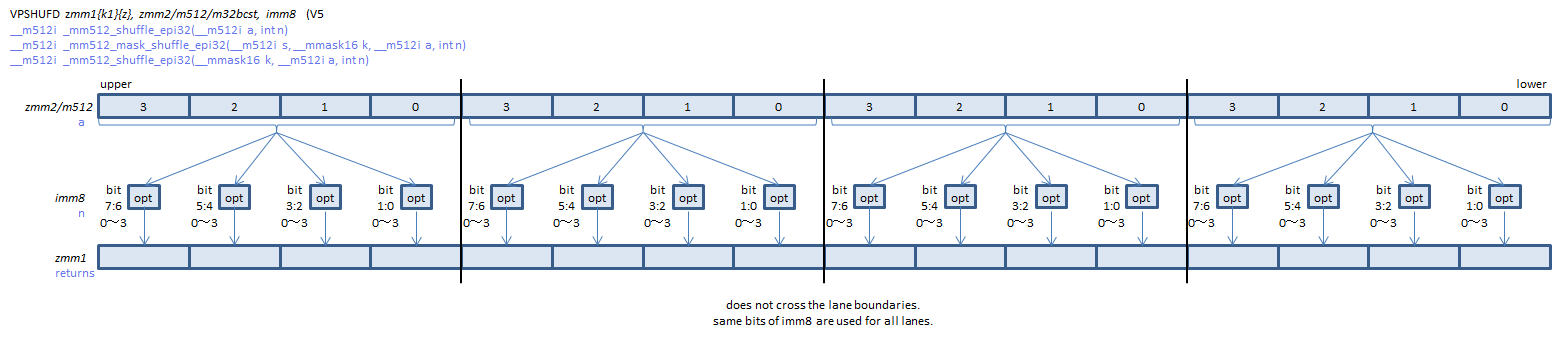 VPSHUFD zmm1{k1}{z}, zmm2/m512/m32bcst, imm8 (V5
__m512i _mm512_shuffle_epi32(__m512i a, int n)
__m512i _mm512_mask_shuffle_epi32(__m512i s, __mmask16 k, __m512i a, int n)
__m512i _mm512_shuffle_epi32(__mmask16 k, __m512i a, int n)
upper lower
zmm2/m512 3 2 1 0 3 2 1 0 3 2 1 0 3 2 1 0
a
bit bit bit bit bit bit bit bit bit bit bit bit bit bit bit bit
imm8 opt opt opt opt opt opt opt opt opt opt opt opt opt opt opt opt
n 7:6 5:4 3:2 1:0 7:6 5:4 3:2 1:0 7:6 5:4 3:2 1:0 7:6 5:4 3:2 1:0
0～3 0～3 0～3 0～3 0～3 0～3 0～3 0～3 0～3 0～3 0～3 0～3 0～3 0～3 0～3 0～3
zmm1
returns
does not cross the lane boundaries.
same bits of imm8 are used for all lanes.